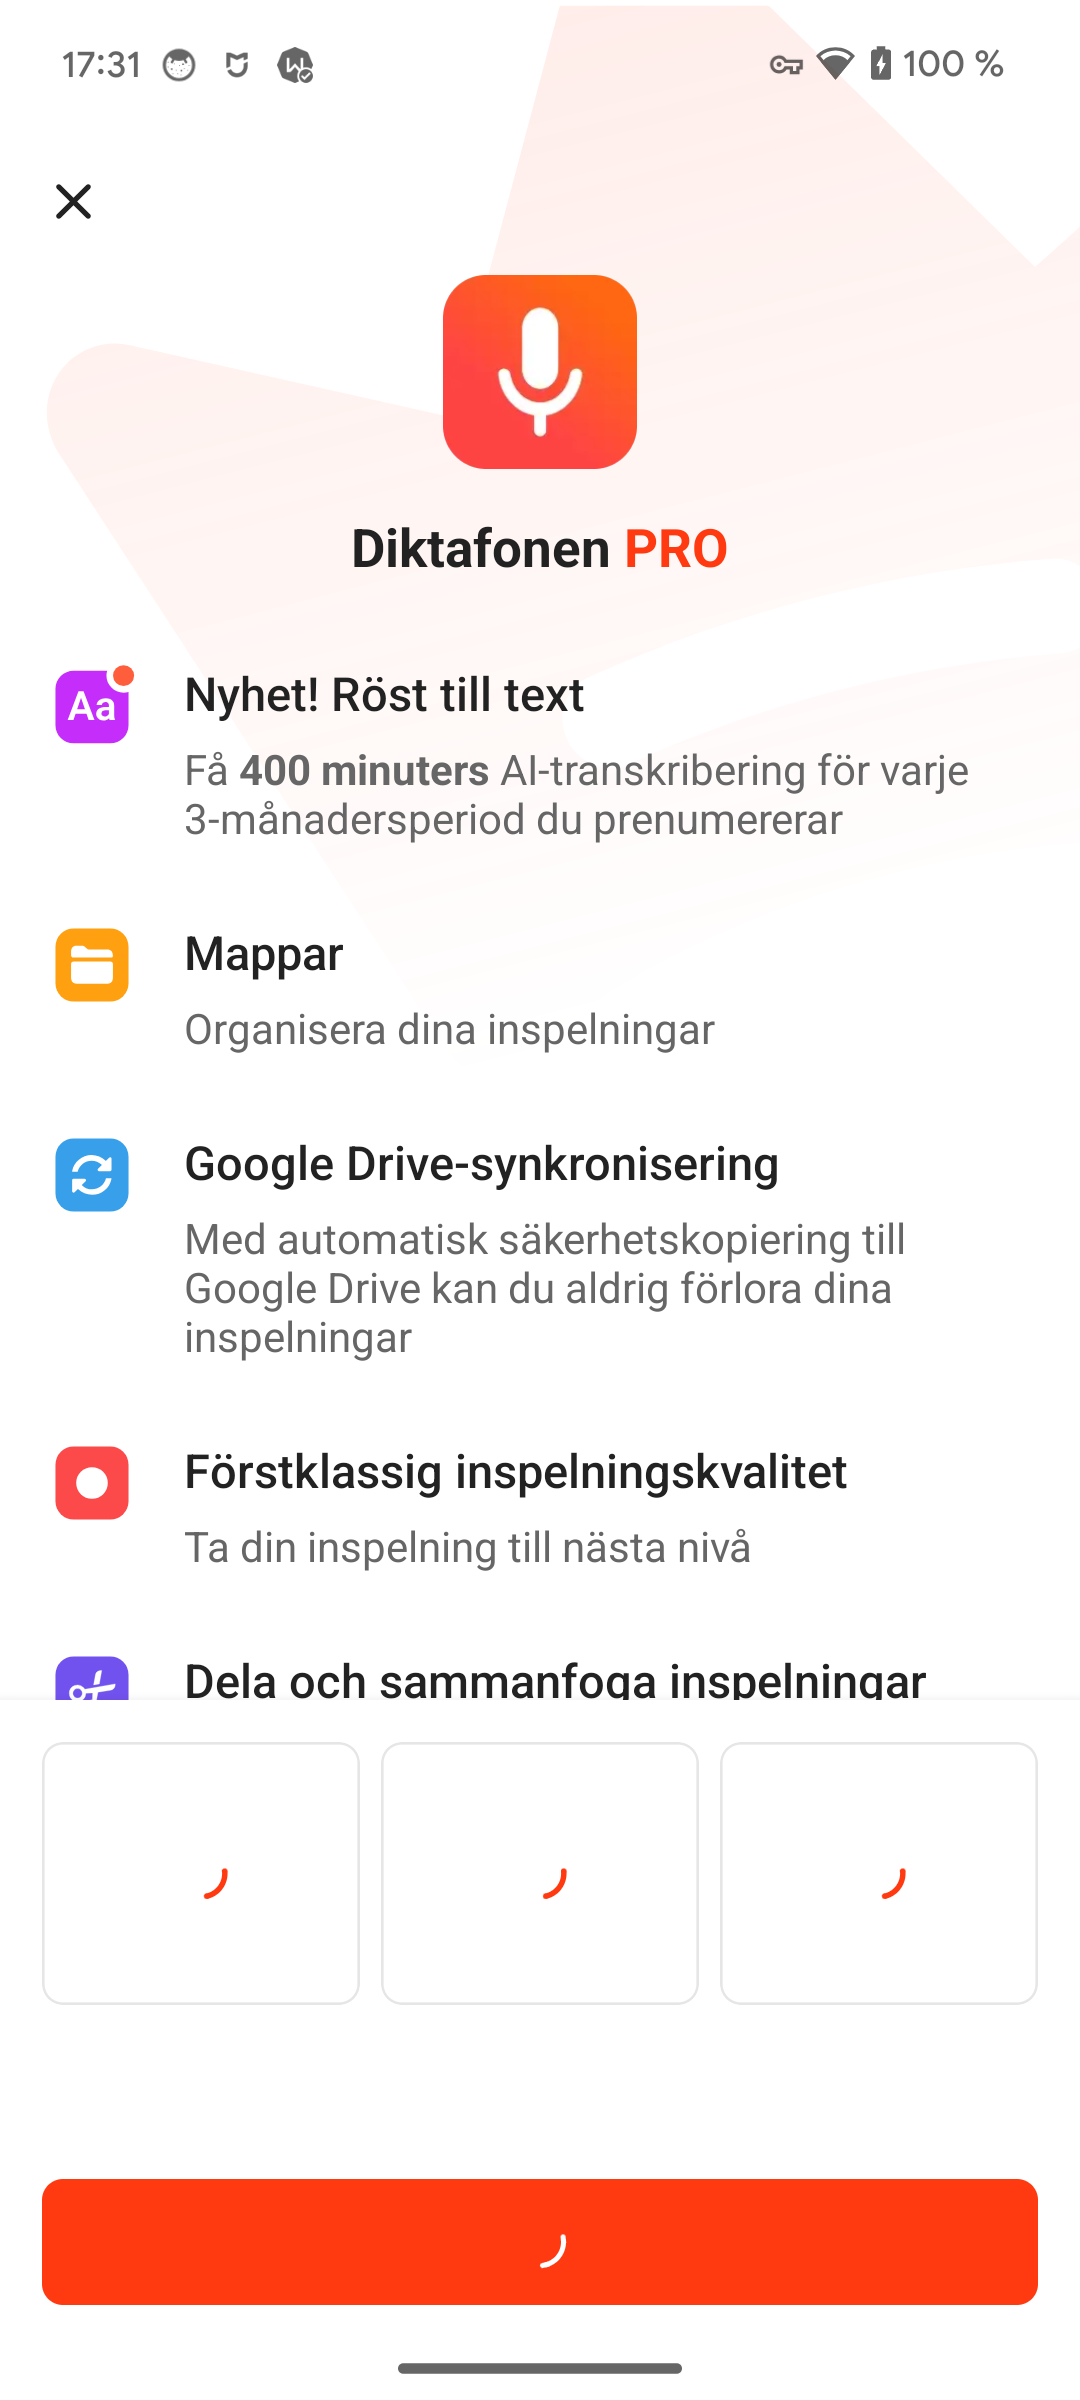 17:31
100 %
Diktafonen PRO
Aa
Nyhet! Röst till text
Få 400 minuters AI-transkribering för varje
3-månadersperiod du prenumererar
Mappar
Organisera dina inspelningar
Google Drive-synkronisering
Med automatisk säkerhetskopiering till
Google Drive kan du aldrig förlora dina
inspelningar
Förstklassig inspelningskvalitet
Ta din inspelning till nästa nivå
Dela och sammanfoga inspelningar